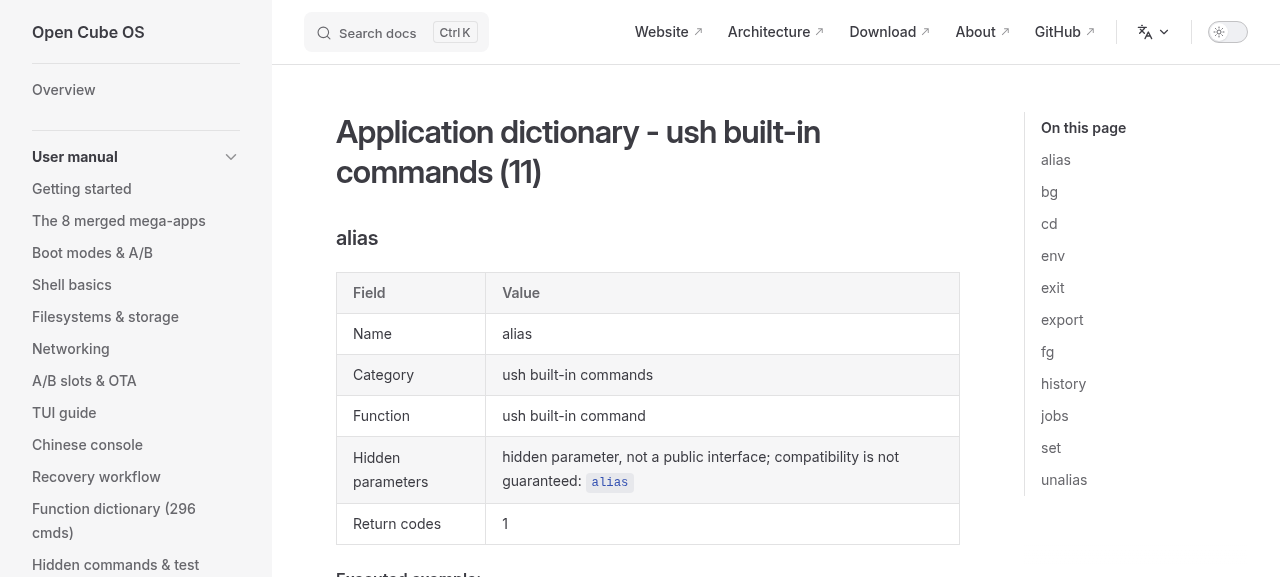 Open Cube OS
Search docs Ctrl K
Website Architecture Download About GitHub
Overview
User manual
Getting started
The 8 merged mega-apps
Boot modes & A/B
Shell basics
Filesystems & storage
Networking
A/B slots & OTA
TUI guide
Chinese console
Recovery workflow
Function dictionary (296
cmds)
Hidden commands & test
Application dictionary - ush built-in
commands (11)
alias
Field Value
Name alias
Category ush built-in commands
Function ush built-in command
Hidden
parameters
hidden parameter, not a public interface; compatibility is not
guaranteed: alias
Return codes 1
Executed example:
On this page
alias
bg
cd
env
exit
export
fg
history
jobs
set
unalias